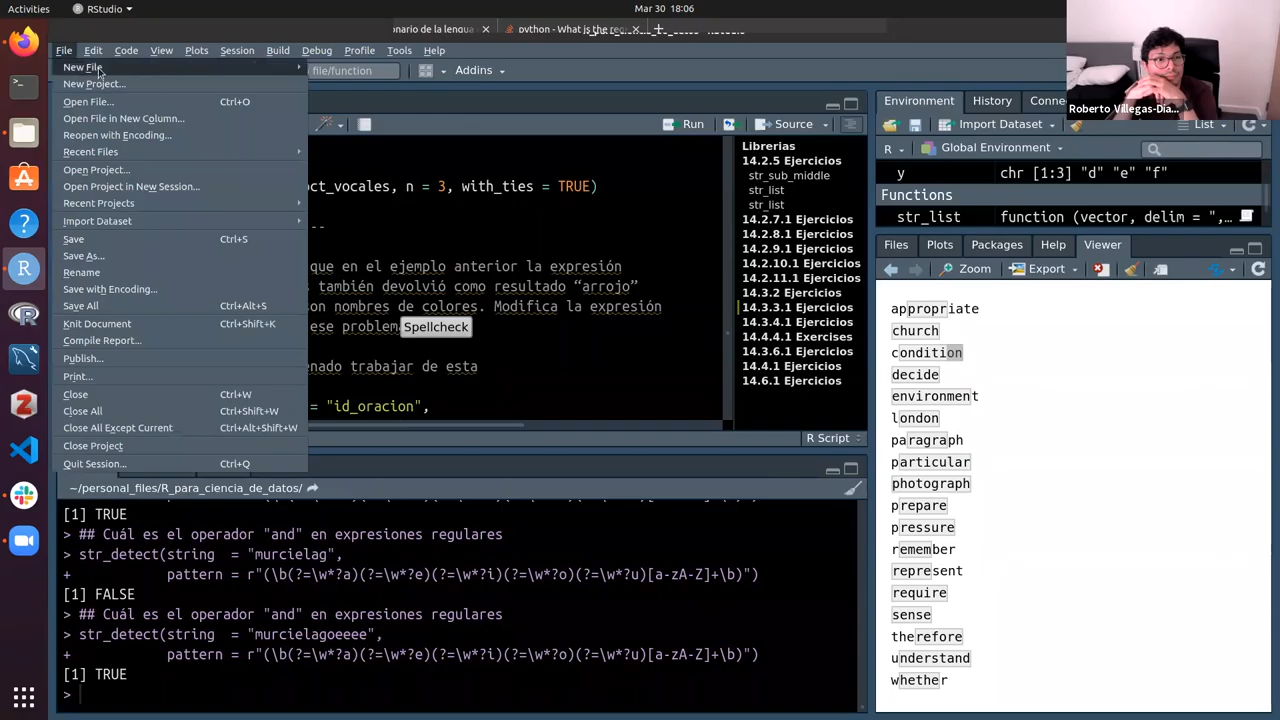 Activities
RStudio
Mar 30 18:06
onario de la lengua
python - What is the reg
File Edit Code View Plots Session Build Debug Profile Tools Help
New File
file/function
Addins
New Project...
Open File... Ctrl+O
Open File in New Column...
Reopen with Encoding...
Recent Files
Open Project...
Open Project in New Session...
Recent Projects
Import Dataset
Save Ctrl+S
Save As...
Rename
Save with Encoding...
Save All Ctrl+Alt+S
Knit Document Ctrl+Shift+K
Compile Report...
Publish...
Print...
Close Ctrl+W
Close All Ctrl+Shift+W
Close All Except Current Ctrl+Alt+Shift+W
Close Project
Quit Session... Ctrl+Q
Run
Source
ct_vocales, n = 3, with_ties = TRUE)
--
que en el ejemplo anterior la expresión
s también devolvió como resultado “arrojo”
on nombres de colores. Modifica la expresión
ese problem
Spellcheck
nado trabajar de esta
= "id_oracion",
R Script
Librerias
14.2.5 Ejercicios
str_sub_middle
str_list
str_list
14.2.7.1 Ejercicios
14.2.8.1 Ejercicios
14.2.9.1 Ejercicios
14.2.10.1 Ejercicios
14.2.11.1 Ejercicios
14.3.2 Ejercicios
14.3.3.1 Ejercicios
14.3.4.1 Ejercicios
14.4.4.1 Exercises
14.3.6.1 Ejercicios
14.4.1 Ejercicios
14.6.1 Ejercicios
~/personal_files/R_para_ciencia_de_datos/
[1] TRUE
> ## Cuál es el operador "and" en expresiones regulares
> str_detect(string = "murcielag",
+ pattern = r"(\b(?=\w*?a)(?=\w*?e)(?=\w*?i)(?=\w*?o)(?=\w*?u)[a-zA-Z]+\b)")
[1] FALSE
> ## Cuál es el operador "and" en expresiones regulares
> str_detect(string = "murcielagoeeee",
+ pattern = r"(\b(?=\w*?a)(?=\w*?e)(?=\w*?i)(?=\w*?o)(?=\w*?u)[a-zA-Z]+\b)")
[1] TRUE
>
Roberto Villegas-Día...
Environment History Conne
Import Dataset
List
R
Global Environment
y chr [1:3] "d" "e" "f"
Functions
str_list function (vector, delim = ",…
Files Plots Packages Help Viewer
Zoom
Export
appropriate
church
condition
decide
environment
london
paragraph
particular
photograph
prepare
pressure
remember
represent
require
sense
therefore
understand
whether